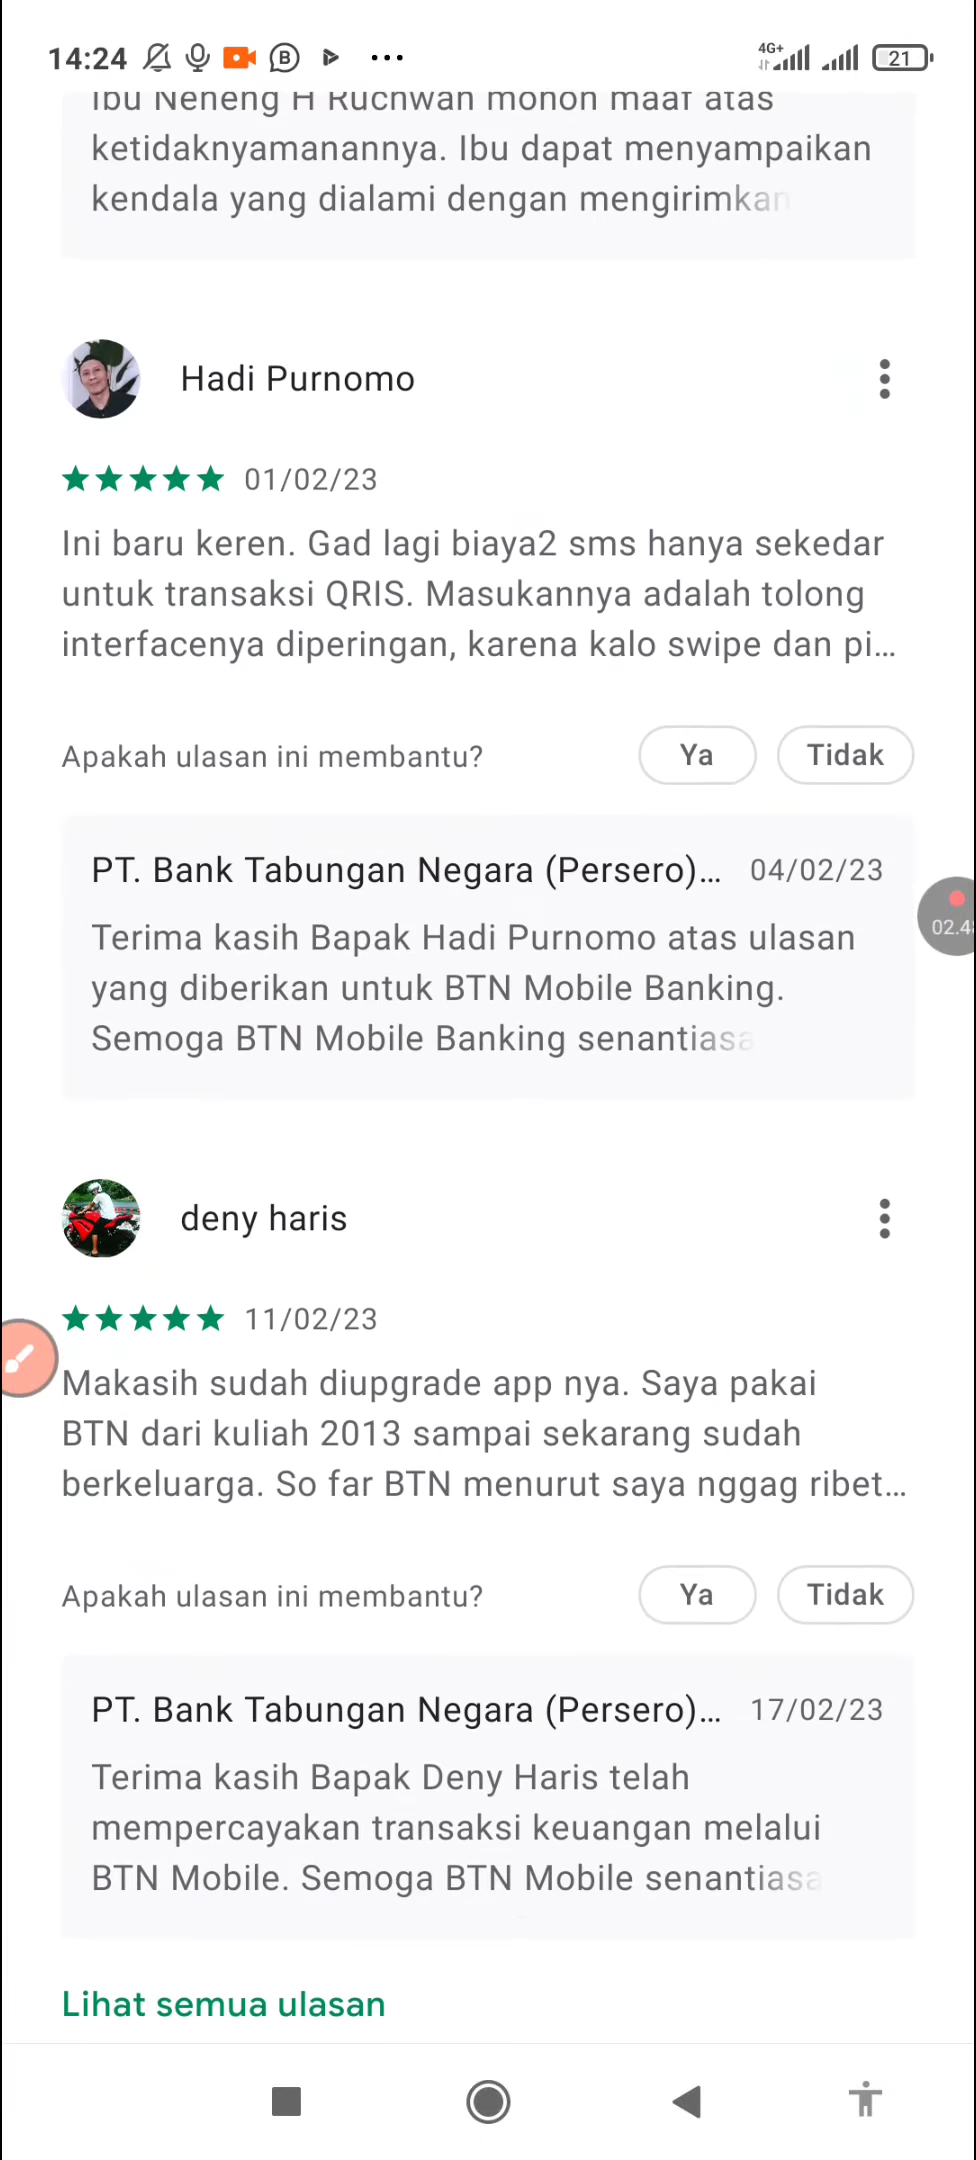 14:24
4G+
21
Ibu Neneng H Ruchwan mohon maaf atas
ketidaknyamanannya. Ibu dapat menyampaikan
kendala yang dialami dengan mengirimkan
Hadi Purnomo
01/02/23
Ini baru keren. Gad lagi biaya2 sms hanya sekedar
untuk transaksi QRIS. Masukannya adalah tolong
interfacenya diperingan, karena kalo swipe dan pi...
Apakah ulasan ini membantu?
Ya
Tidak
PT. Bank Tabungan Negara (Persero)...
04/02/23
Terima kasih Bapak Hadi Purnomo atas ulasan
yang diberikan untuk BTN Mobile Banking.
Semoga BTN Mobile Banking senantiasa
02.4
deny haris
11/02/23
Makasih sudah diupgrade app nya. Saya pakai
BTN dari kuliah 2013 sampai sekarang sudah
berkeluarga. So far BTN menurut saya nggag ribet...
Apakah ulasan ini membantu?
Ya
Tidak
PT. Bank Tabungan Negara (Persero)...
17/02/23
Terima kasih Bapak Deny Haris telah
mempercayakan transaksi keuangan melalui
BTN Mobile. Semoga BTN Mobile senantiasa
Lihat semua ulasan